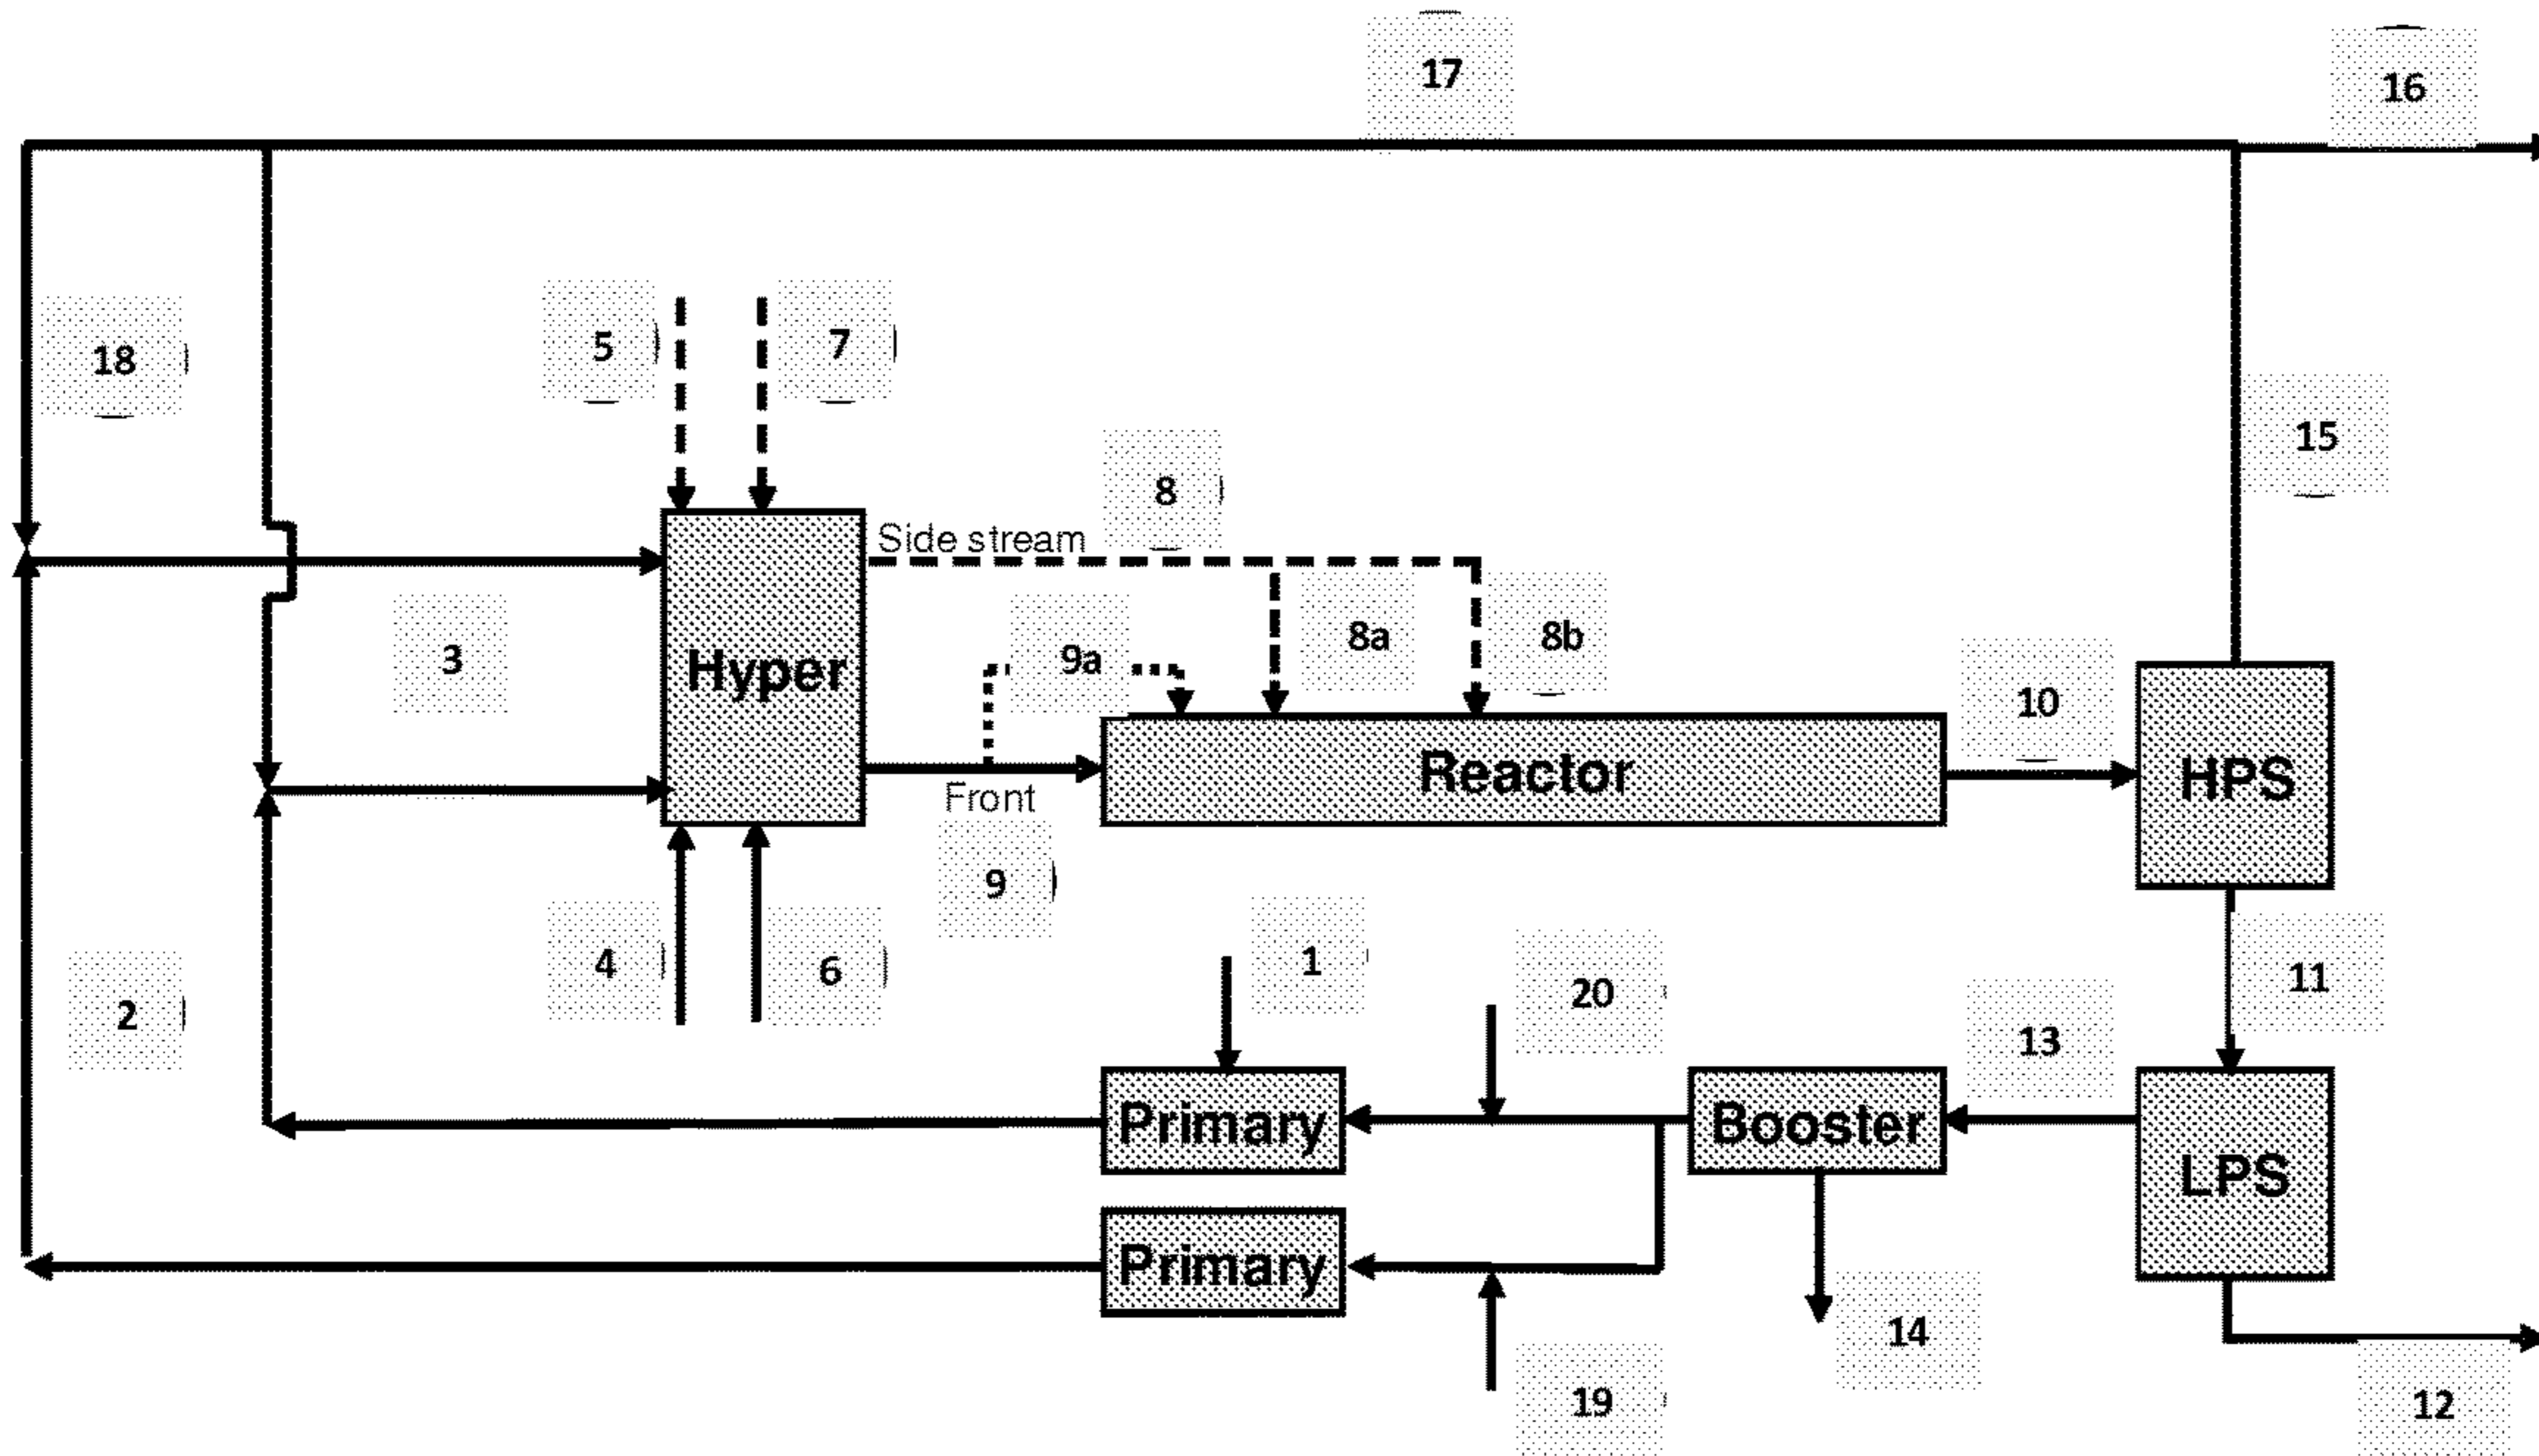 17
16
18
5
7
15
8
Side stream
3
9a
8a
8b
10
Hyper
Reactor
HPS
Front
9
4
6
1
20
11
2
13
Primary
Booster
LPS
Primary
14
19
12